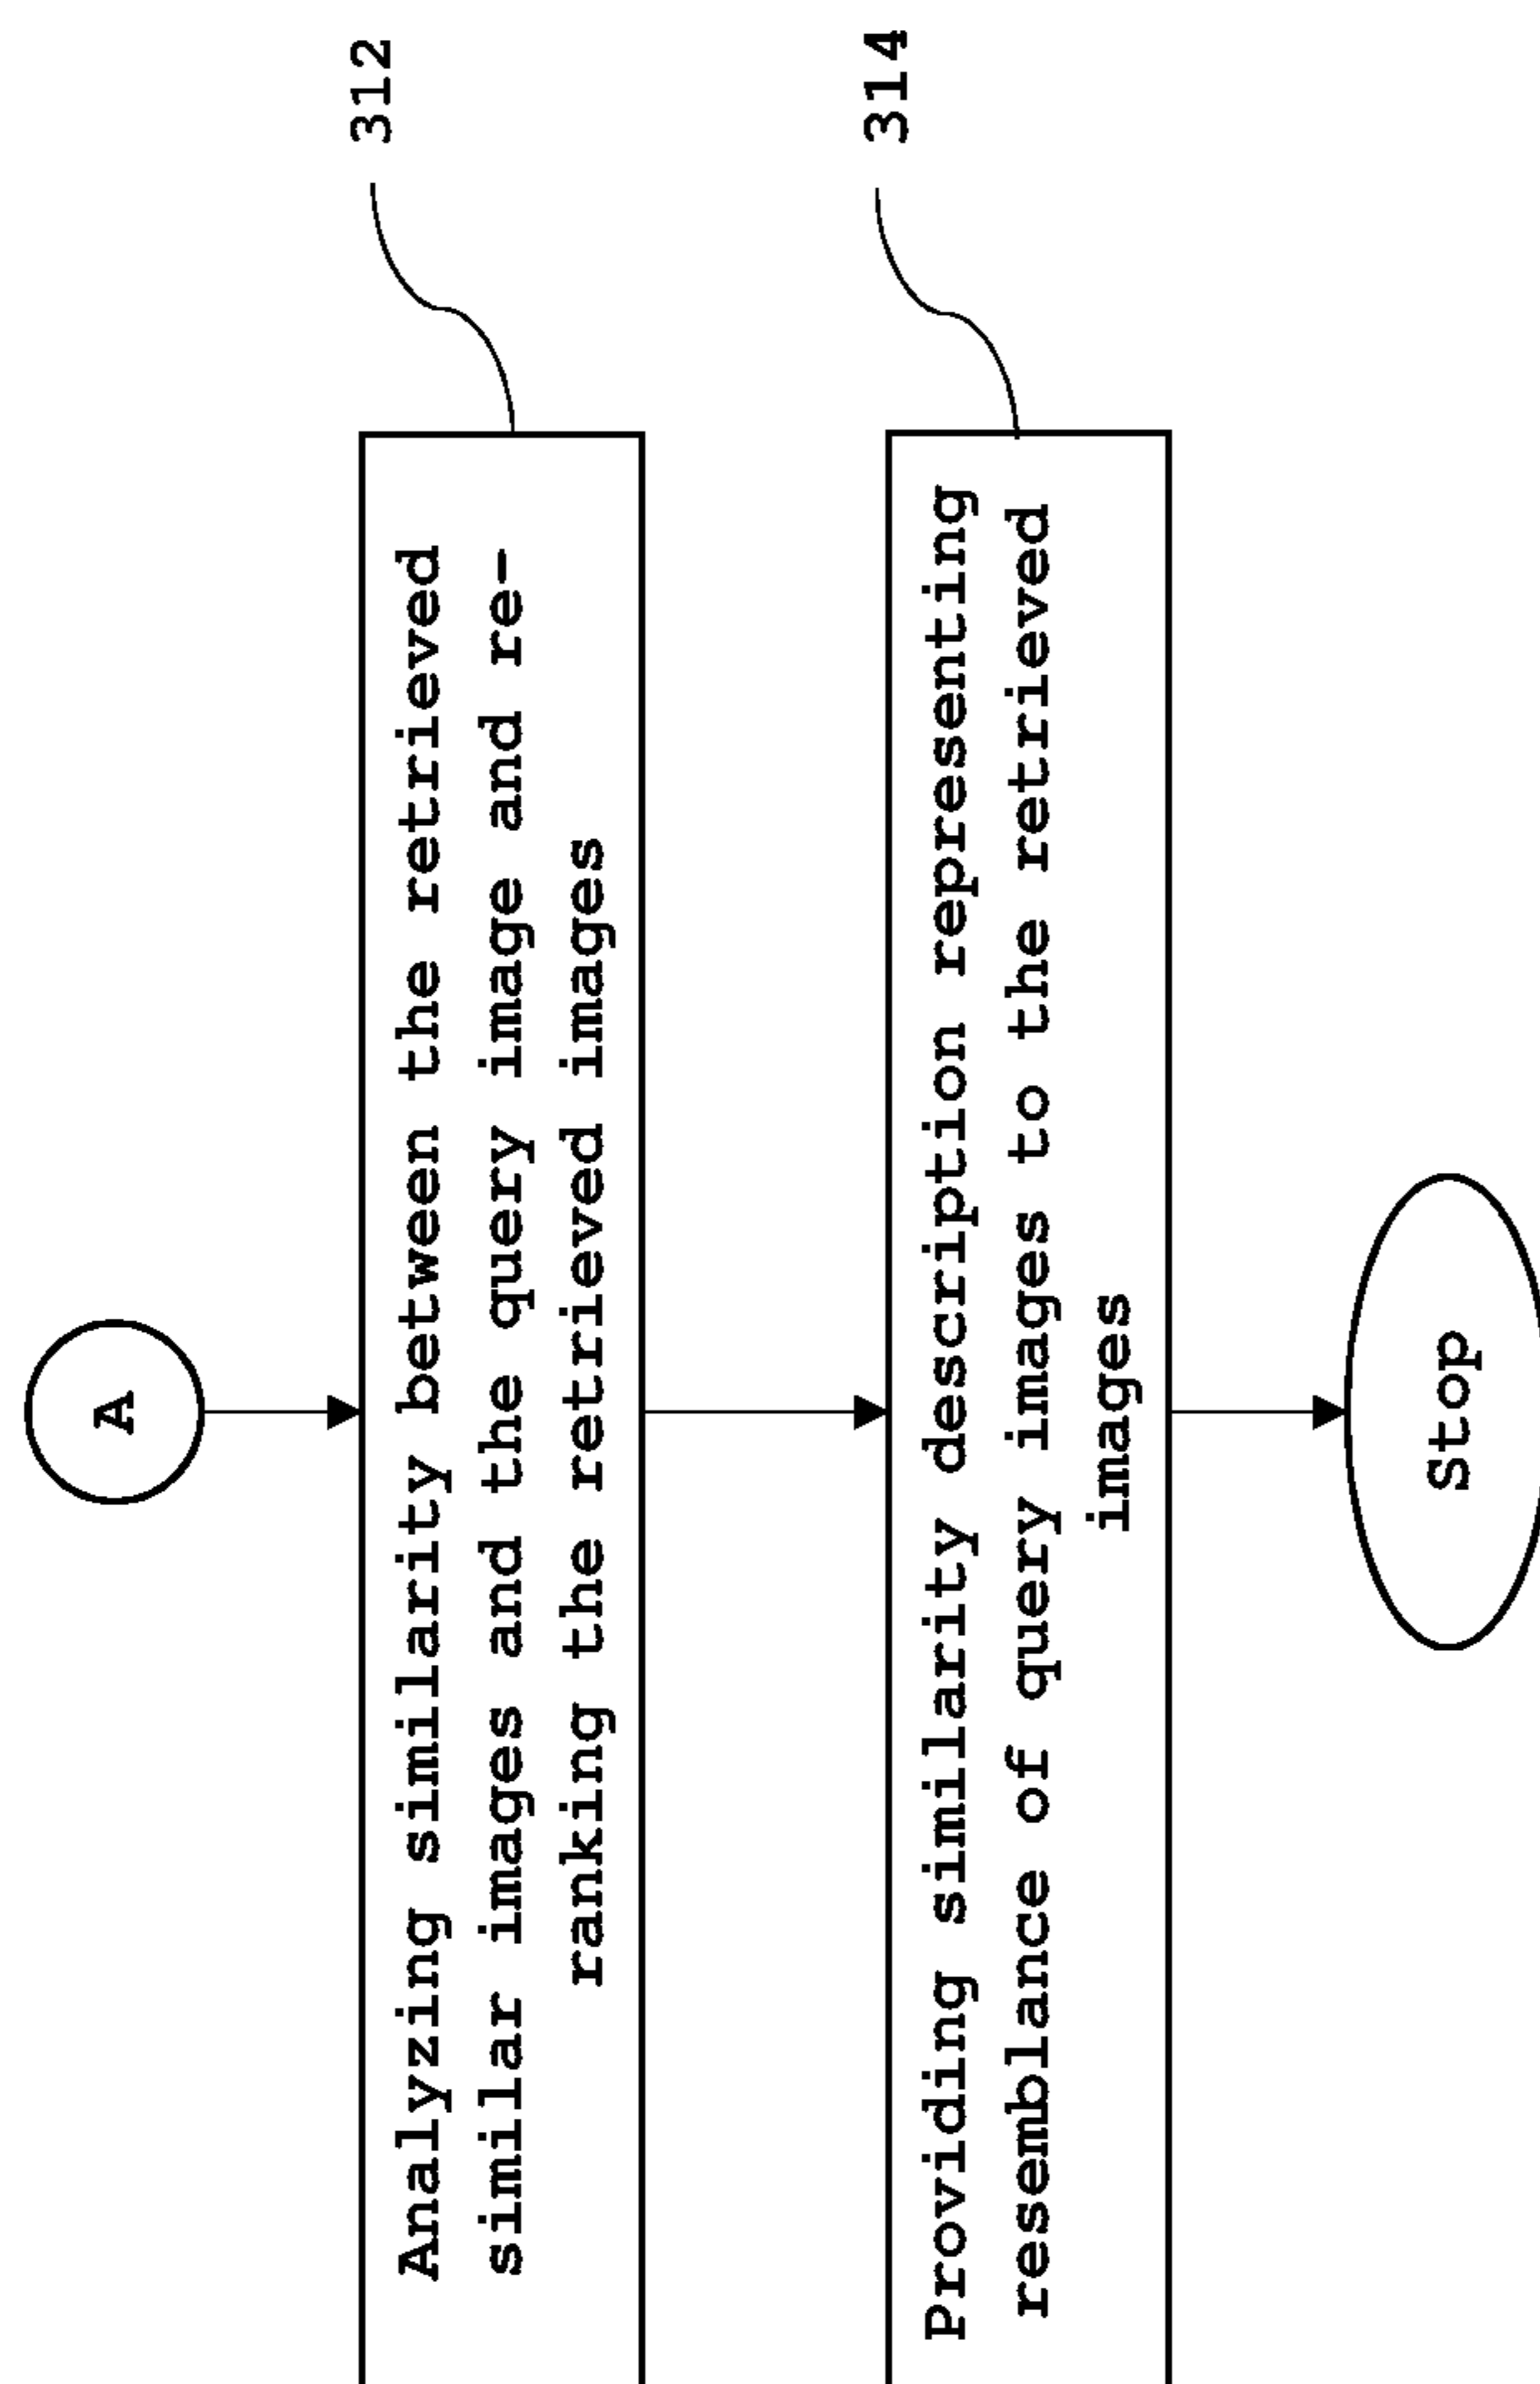 A
312
Analyzing similarity between the retrieved
similar images and the query image and re-
ranking the retrieved images
314
Providing similarity description representing
resemblance of query images to the retrieved
images
Stop